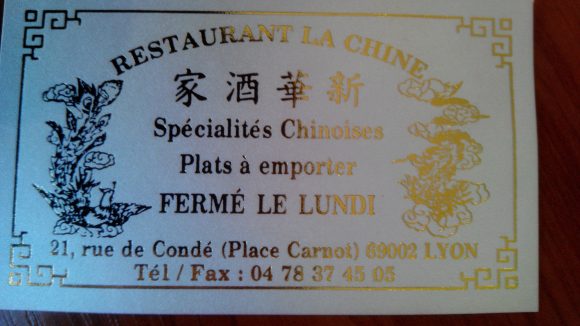 RESTAURANT LA CHINE
家酒華新
Spécialités Chinoises
Plats à emporter
FERMÉ LE LUNDI
21, rue de Condé (Place Carnot) 69002 LYON
Tél / Fax : 04 78 37 45 05